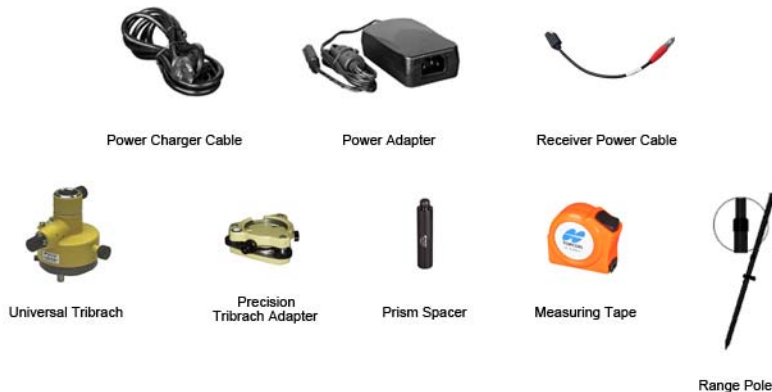 Power Charger Cable
Power Adapter
Receiver Power Cable
Universal Tribrach
Precision
Tribrach Adapter
Prism Spacer
Measuring Tape
Range Pole